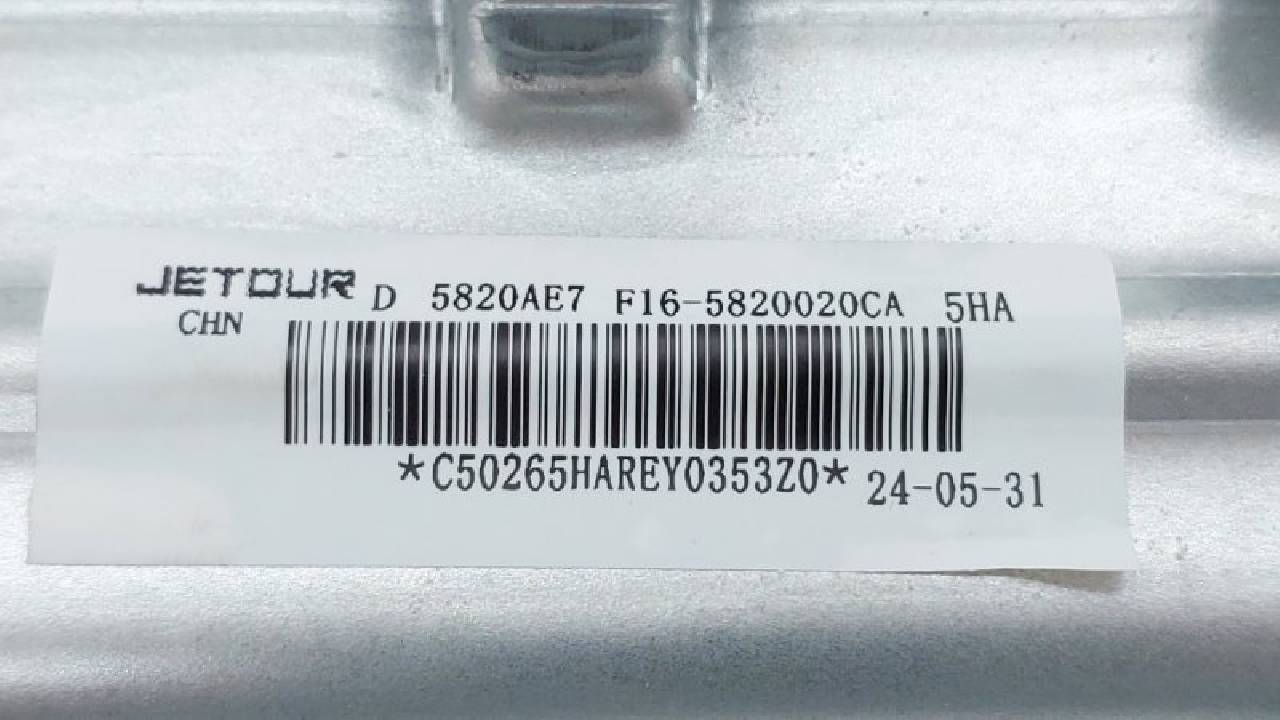 JETOUR D 5820AE7 F16-5820020CA 5HA
CHN
*C50265HAREY0353Z0* 24-05-31